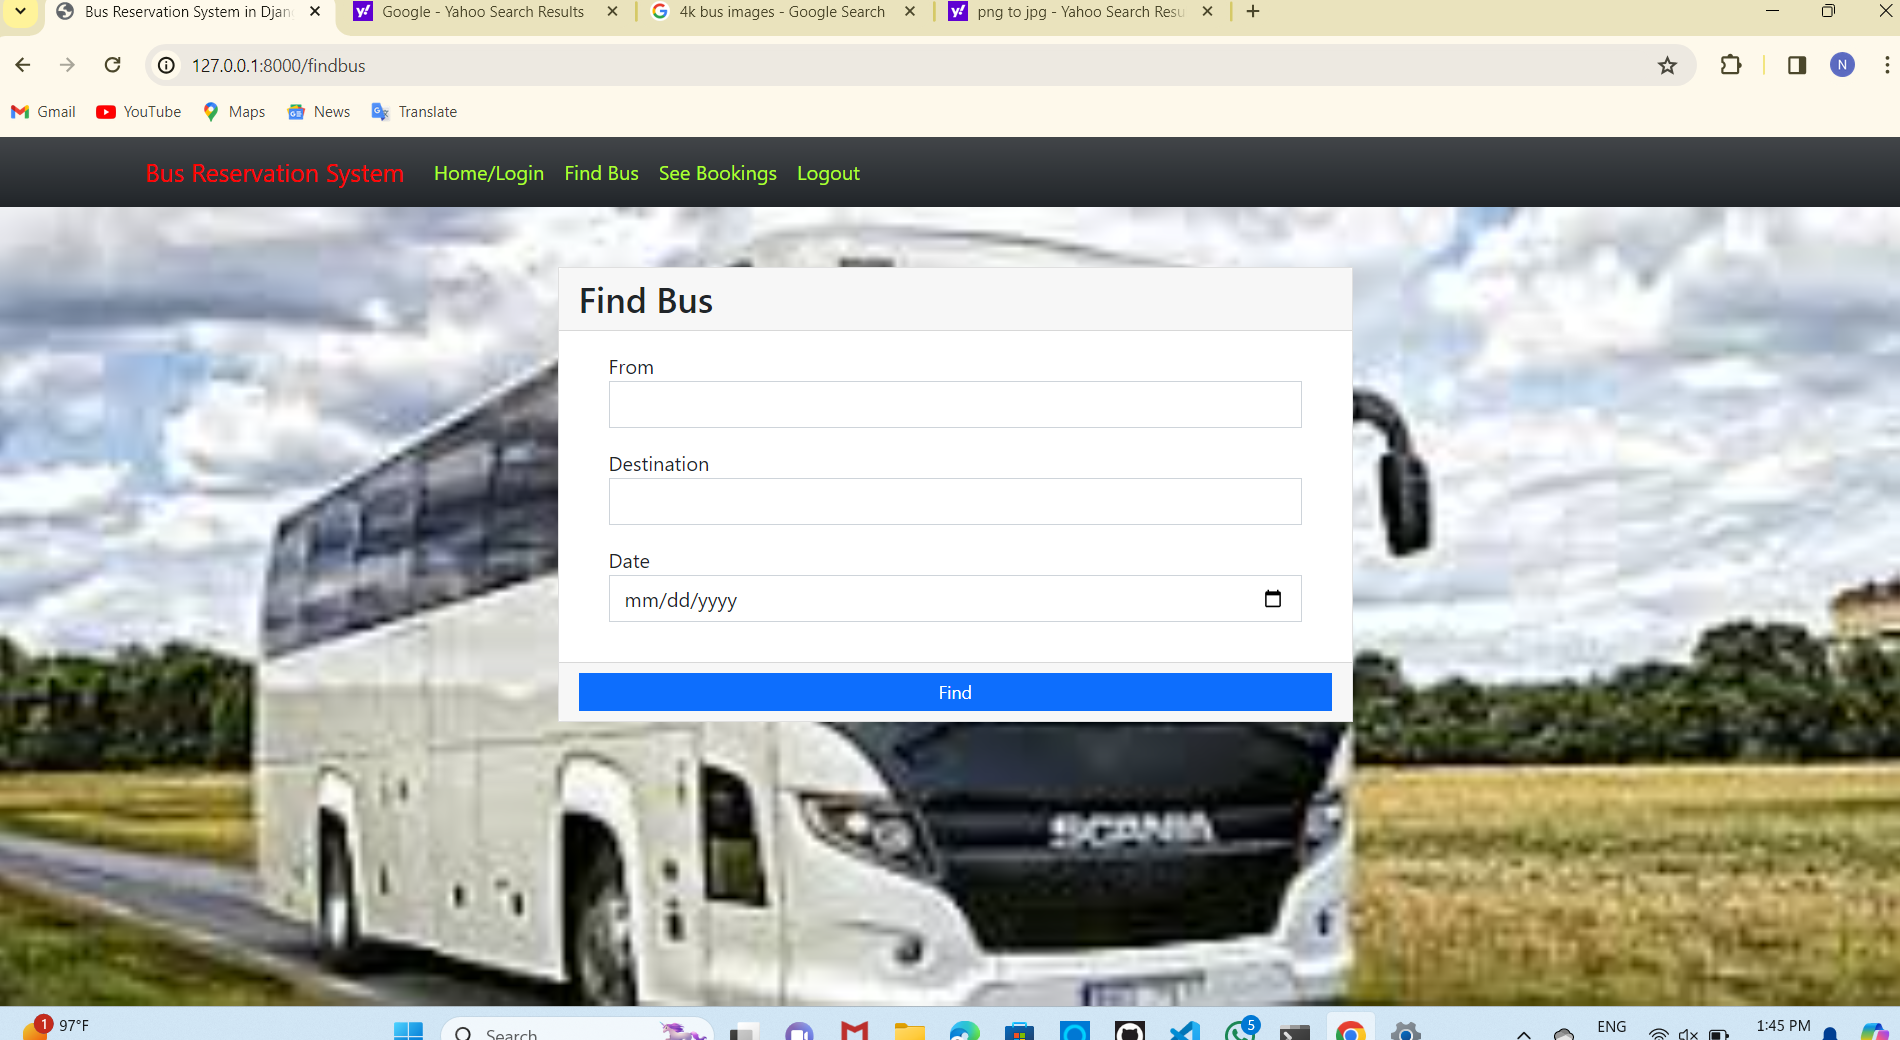 Bus Reservation System in Djan
Google - Yahoo Search Results
4k bus images - Google Search
png to jpg - Yahoo Search Resu
127.0.0.1:8000/findbus
N
Gmail
YouTube
Maps
News
Translate
Bus Reservation System
Home/Login
Find Bus
See Bookings
Logout
Find Bus
From
Destination
Date
mm/dd/yyyy
Find
SCANIA
1
97°F
Search
5
ENG
1:45 PM